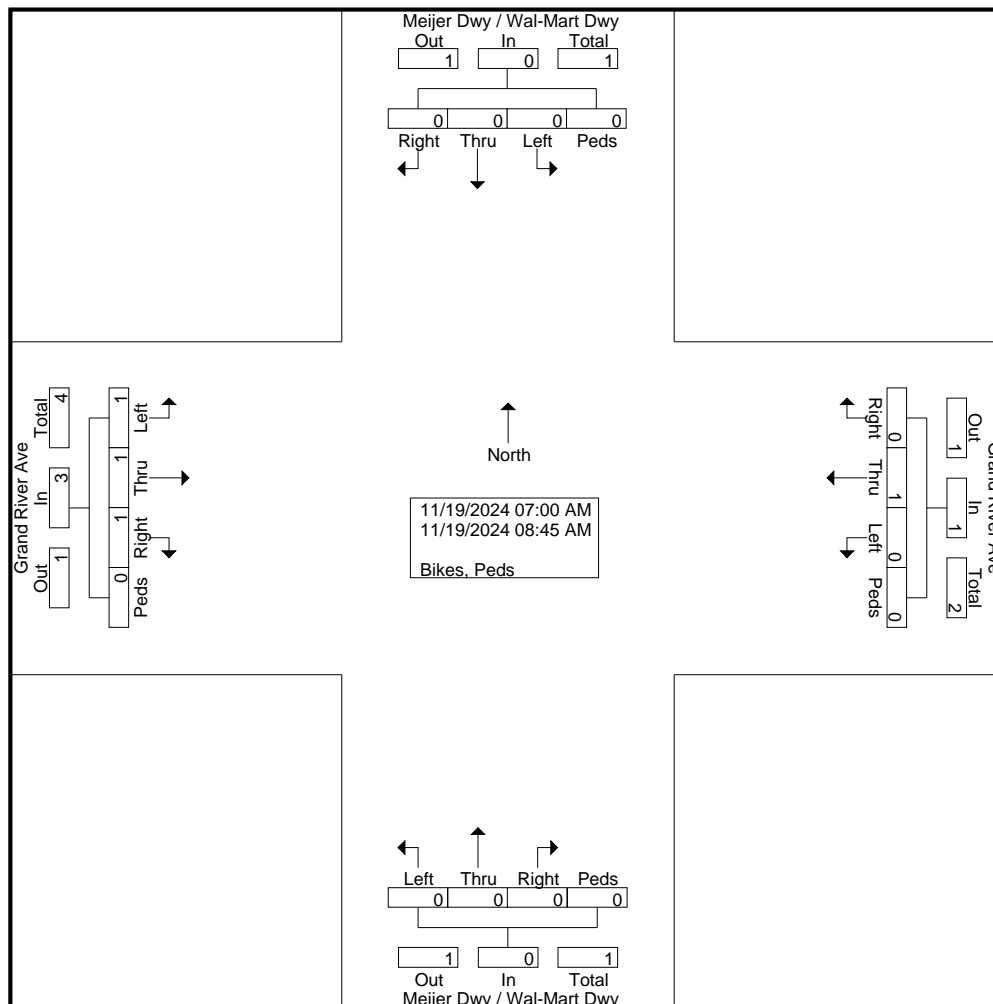 Meijer Dwy / Wal-Mart Dwy
Out In Total
1 0 1
0 0 0 0
Right Thru Left Peds
Grand River Ave
Total In Out
4 3 1
1 1 1 0
Left Thru Right Peds
North
11/19/2024 07:00 AM
11/19/2024 08:45 AM
Bikes, Peds
Right Thru Left Peds
0 1 0 0
Out In Total
1 1 2
Grand River Ave
Left Thru Right Peds
0 0 0 0
1 0 1
Out In Total
Meijer Dwy / Wal-Mart Dwy